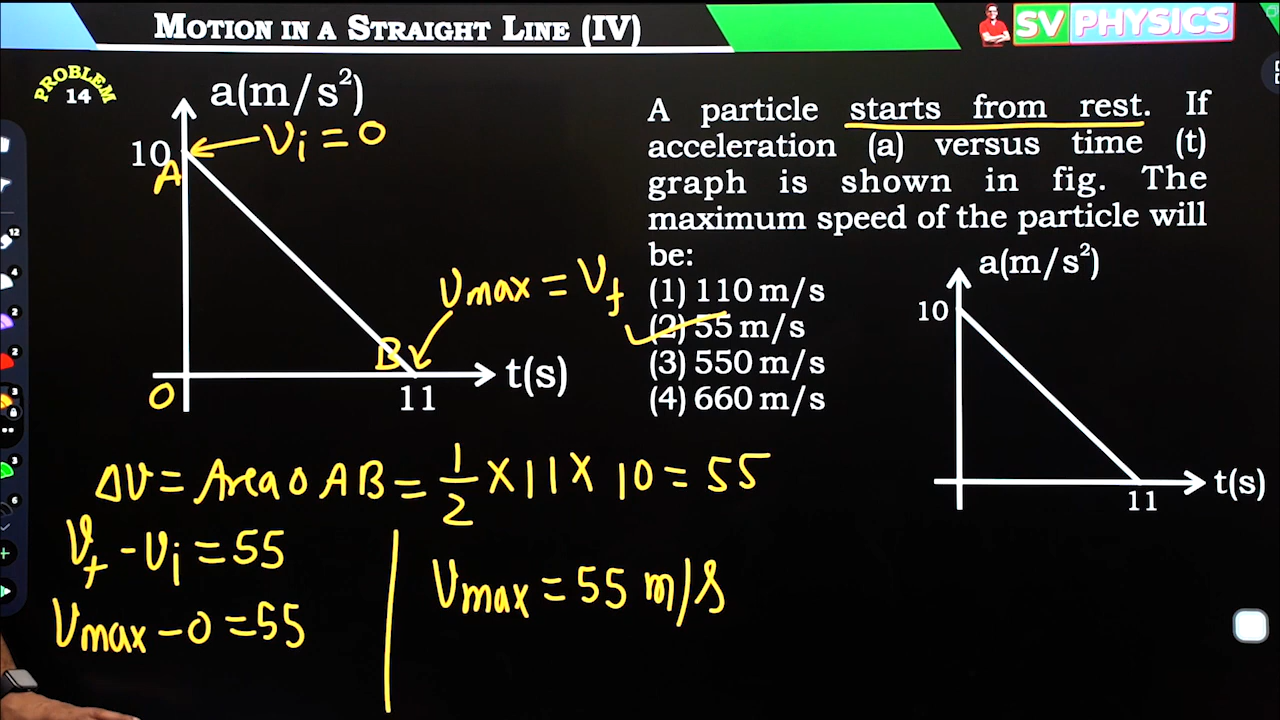 MOTION IN A STRAIGHT LINE (IV)
SV PHYSICS
PROBLEM
14
a(m/s²)
10
A
Vi = 0
Vmax = Vf
B
O
11
t(s)
A particle starts from rest. If
acceleration (a) versus time (t)
graph is shown in fig. The
maximum speed of the particle will
be:
(1) 110 m/s
(2) 55 m/s
(3) 550 m/s
(4) 660 m/s
a(m/s²)
10
11
t(s)
ΔV = Area OAB = 1/2 × 11 × 10 = 55
Vf - Vi = 55
Vmax - 0 = 55
Vmax = 55 m/s